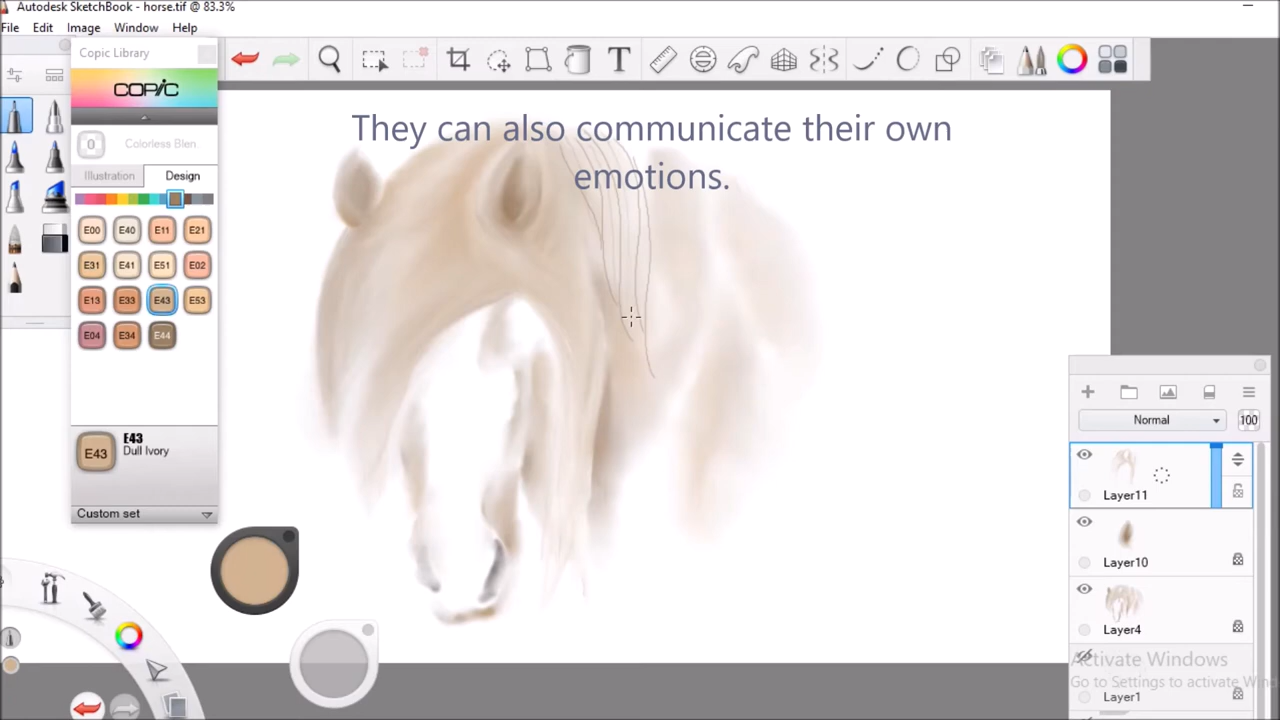 Autodesk SketchBook - horse.tif @ 83.3%
File Edit Image Window Help
Copic Library
COPiC
0 Colorless Blen
Illustration Design
E00 E40 E11 E21
E31 E41 E51 E02
E13 E33 E43 E53
E04 E34 E44
E43 E43
Dull Ivory
Custom set
T
They can also communicate their own
emotions.
Normal 100
Layer11
Layer10
Layer4
Activate Windows
Go to Settings to activate Win
Layer1